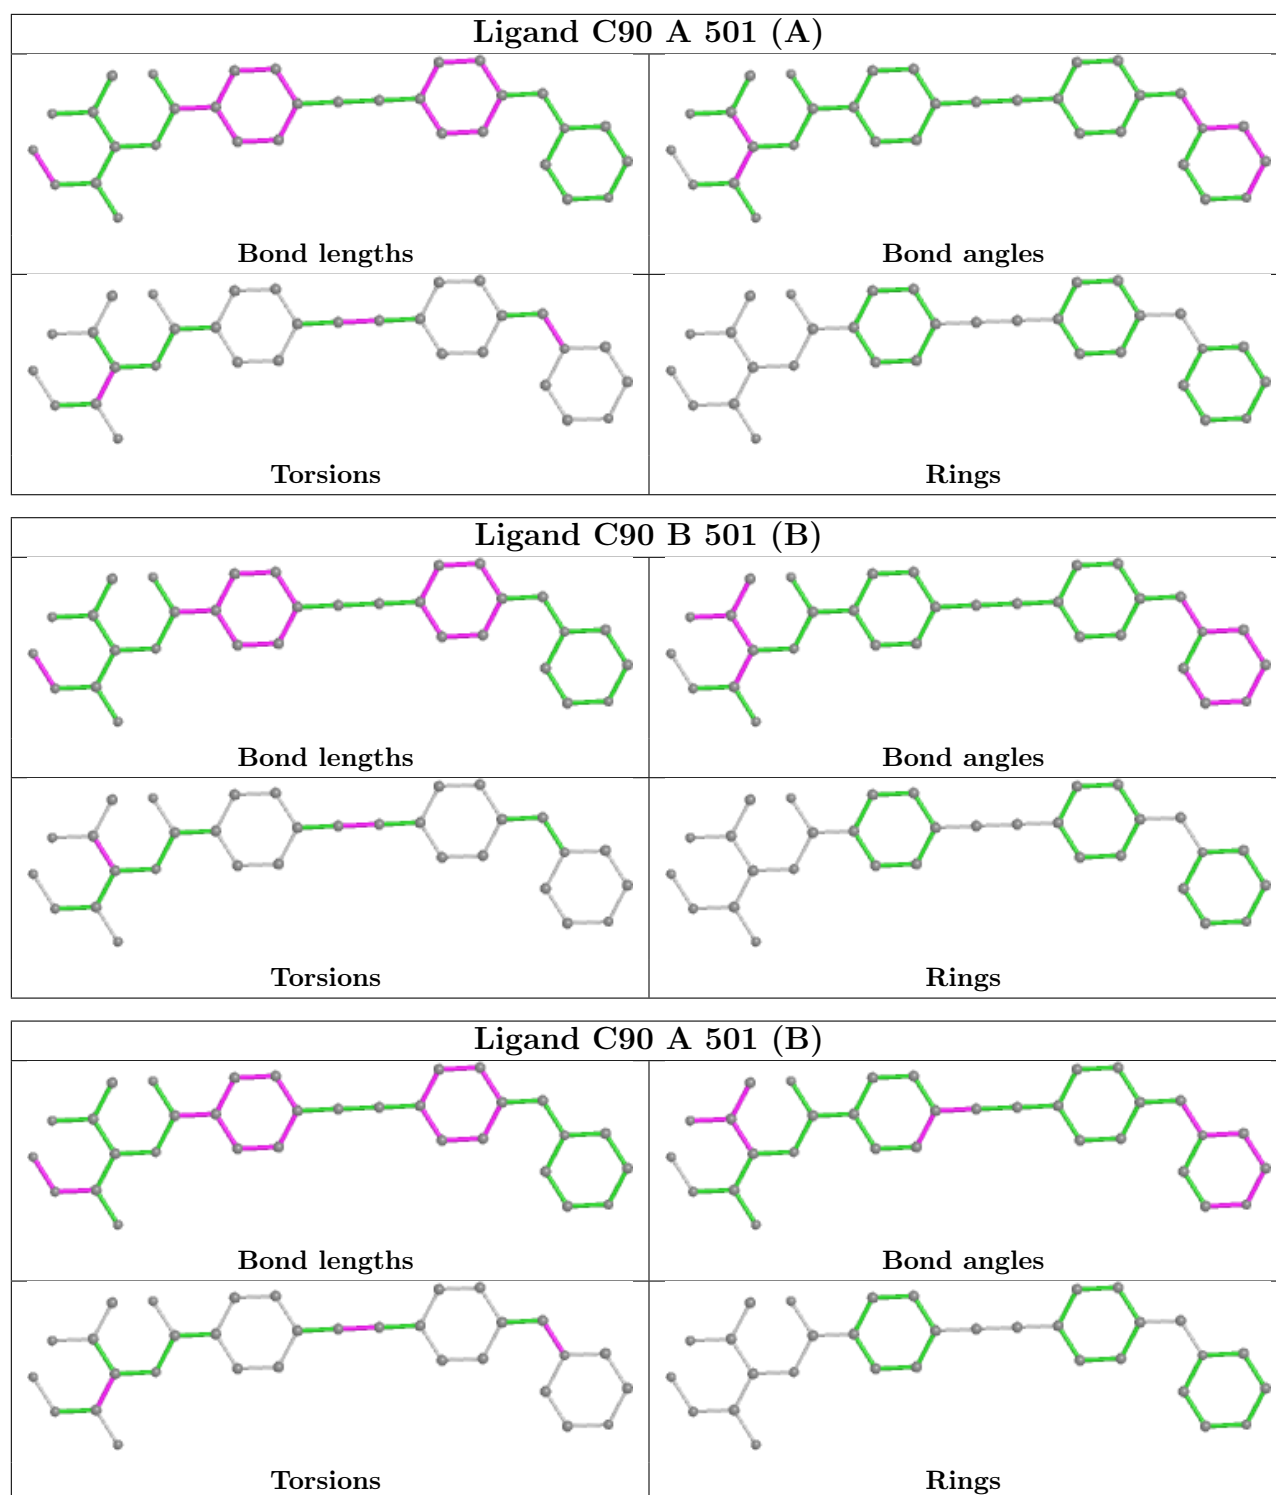 Ligand C90 A 501 (A)
Bond lengths
Bond angles
Torsions
Rings
Ligand C90 B 501 (B)
Bond lengths
Bond angles
Torsions
Rings
Ligand C90 A 501 (B)
Bond lengths
Bond angles
Torsions
Rings